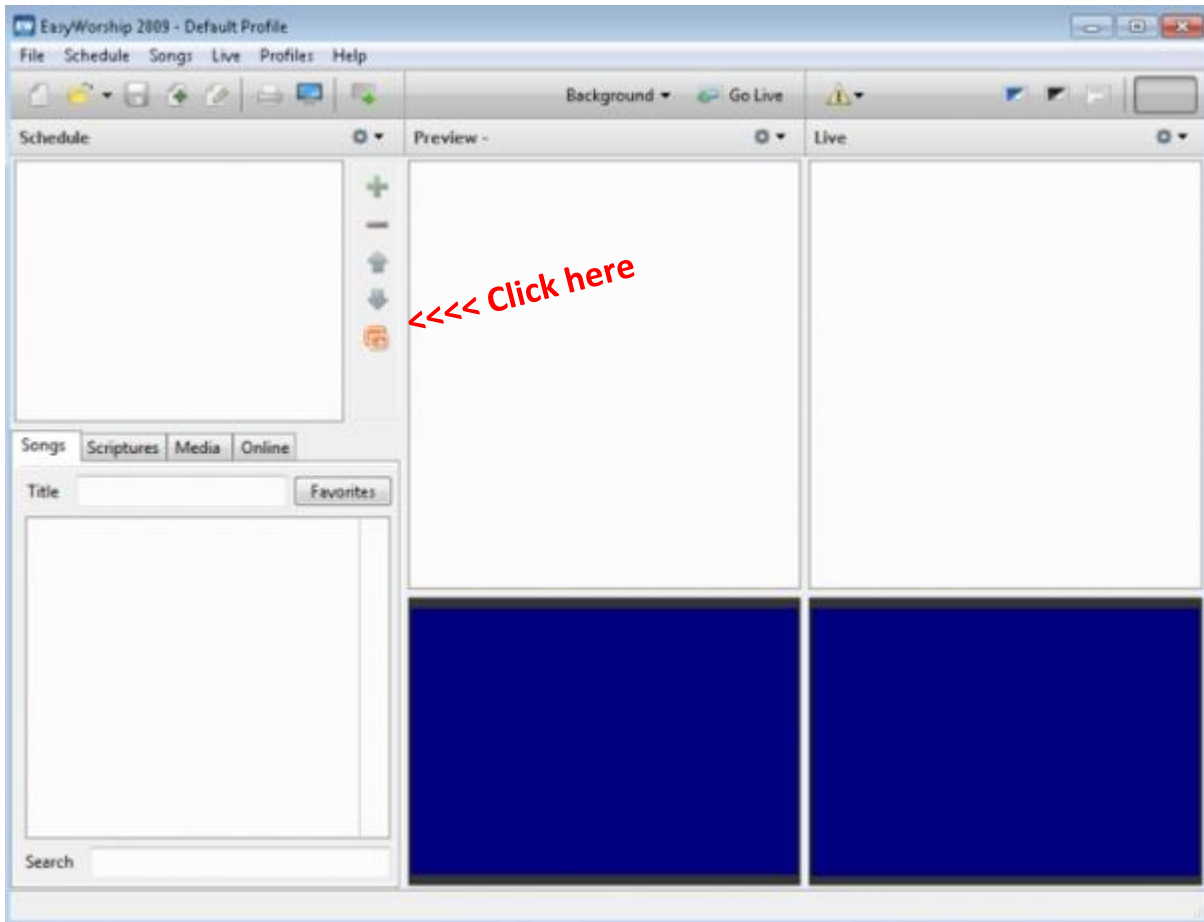 EasyWorship 2009 - Default Profile
File Schedule Songs Live Profiles Help
Background Go Live
Schedule
Preview -
Live
<<<< Click here
Songs Scriptures Media Online
Title Favorites
Search